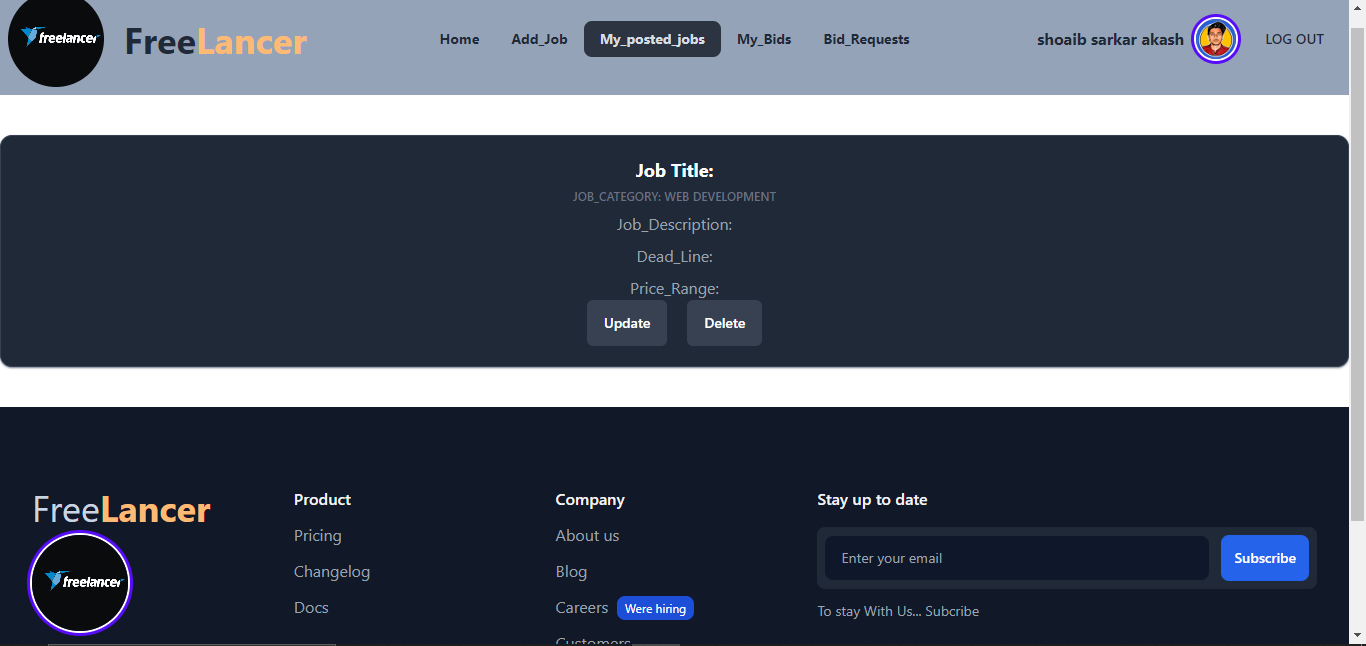 freelancer
FreeLancer
Home Add_Job My_posted_jobs My_Bids Bid_Requests
shoaib sarkar akash LOG OUT
Job Title:
JOB_CATEGORY: WEB DEVELOPMENT
Job_Description:
Dead_Line:
Price_Range:
Update Delete
FreeLancer
freelancer
Product
Pricing
Changelog
Docs
Company
About us
Blog
Careers Were hiring
Customers
Stay up to date
Enter your email Subscribe
To stay With Us... Subcribe